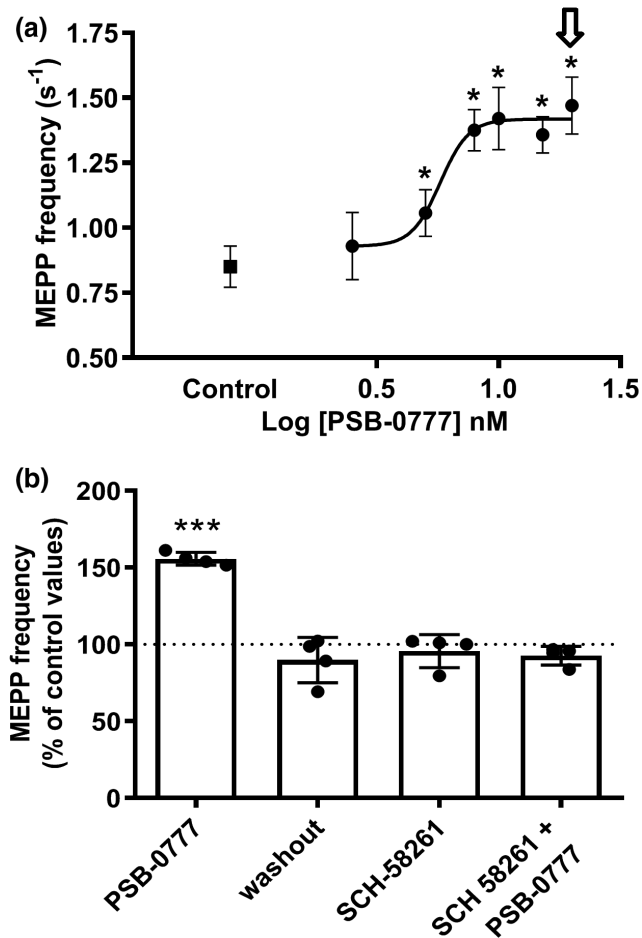 (a)
MEPP frequency (s-1)
1.75
1.50
1.25
1.00
0.75
0.50
*
*
*
*
*
Control
0.5
1.0
1.5
Log [PSB-0777] nM
(b)
MEPP frequency
(% of control values)
200
150
100
50
0
***
PSB-0777
washout
SCH-58261
SCH 58261 +
PSB-0777